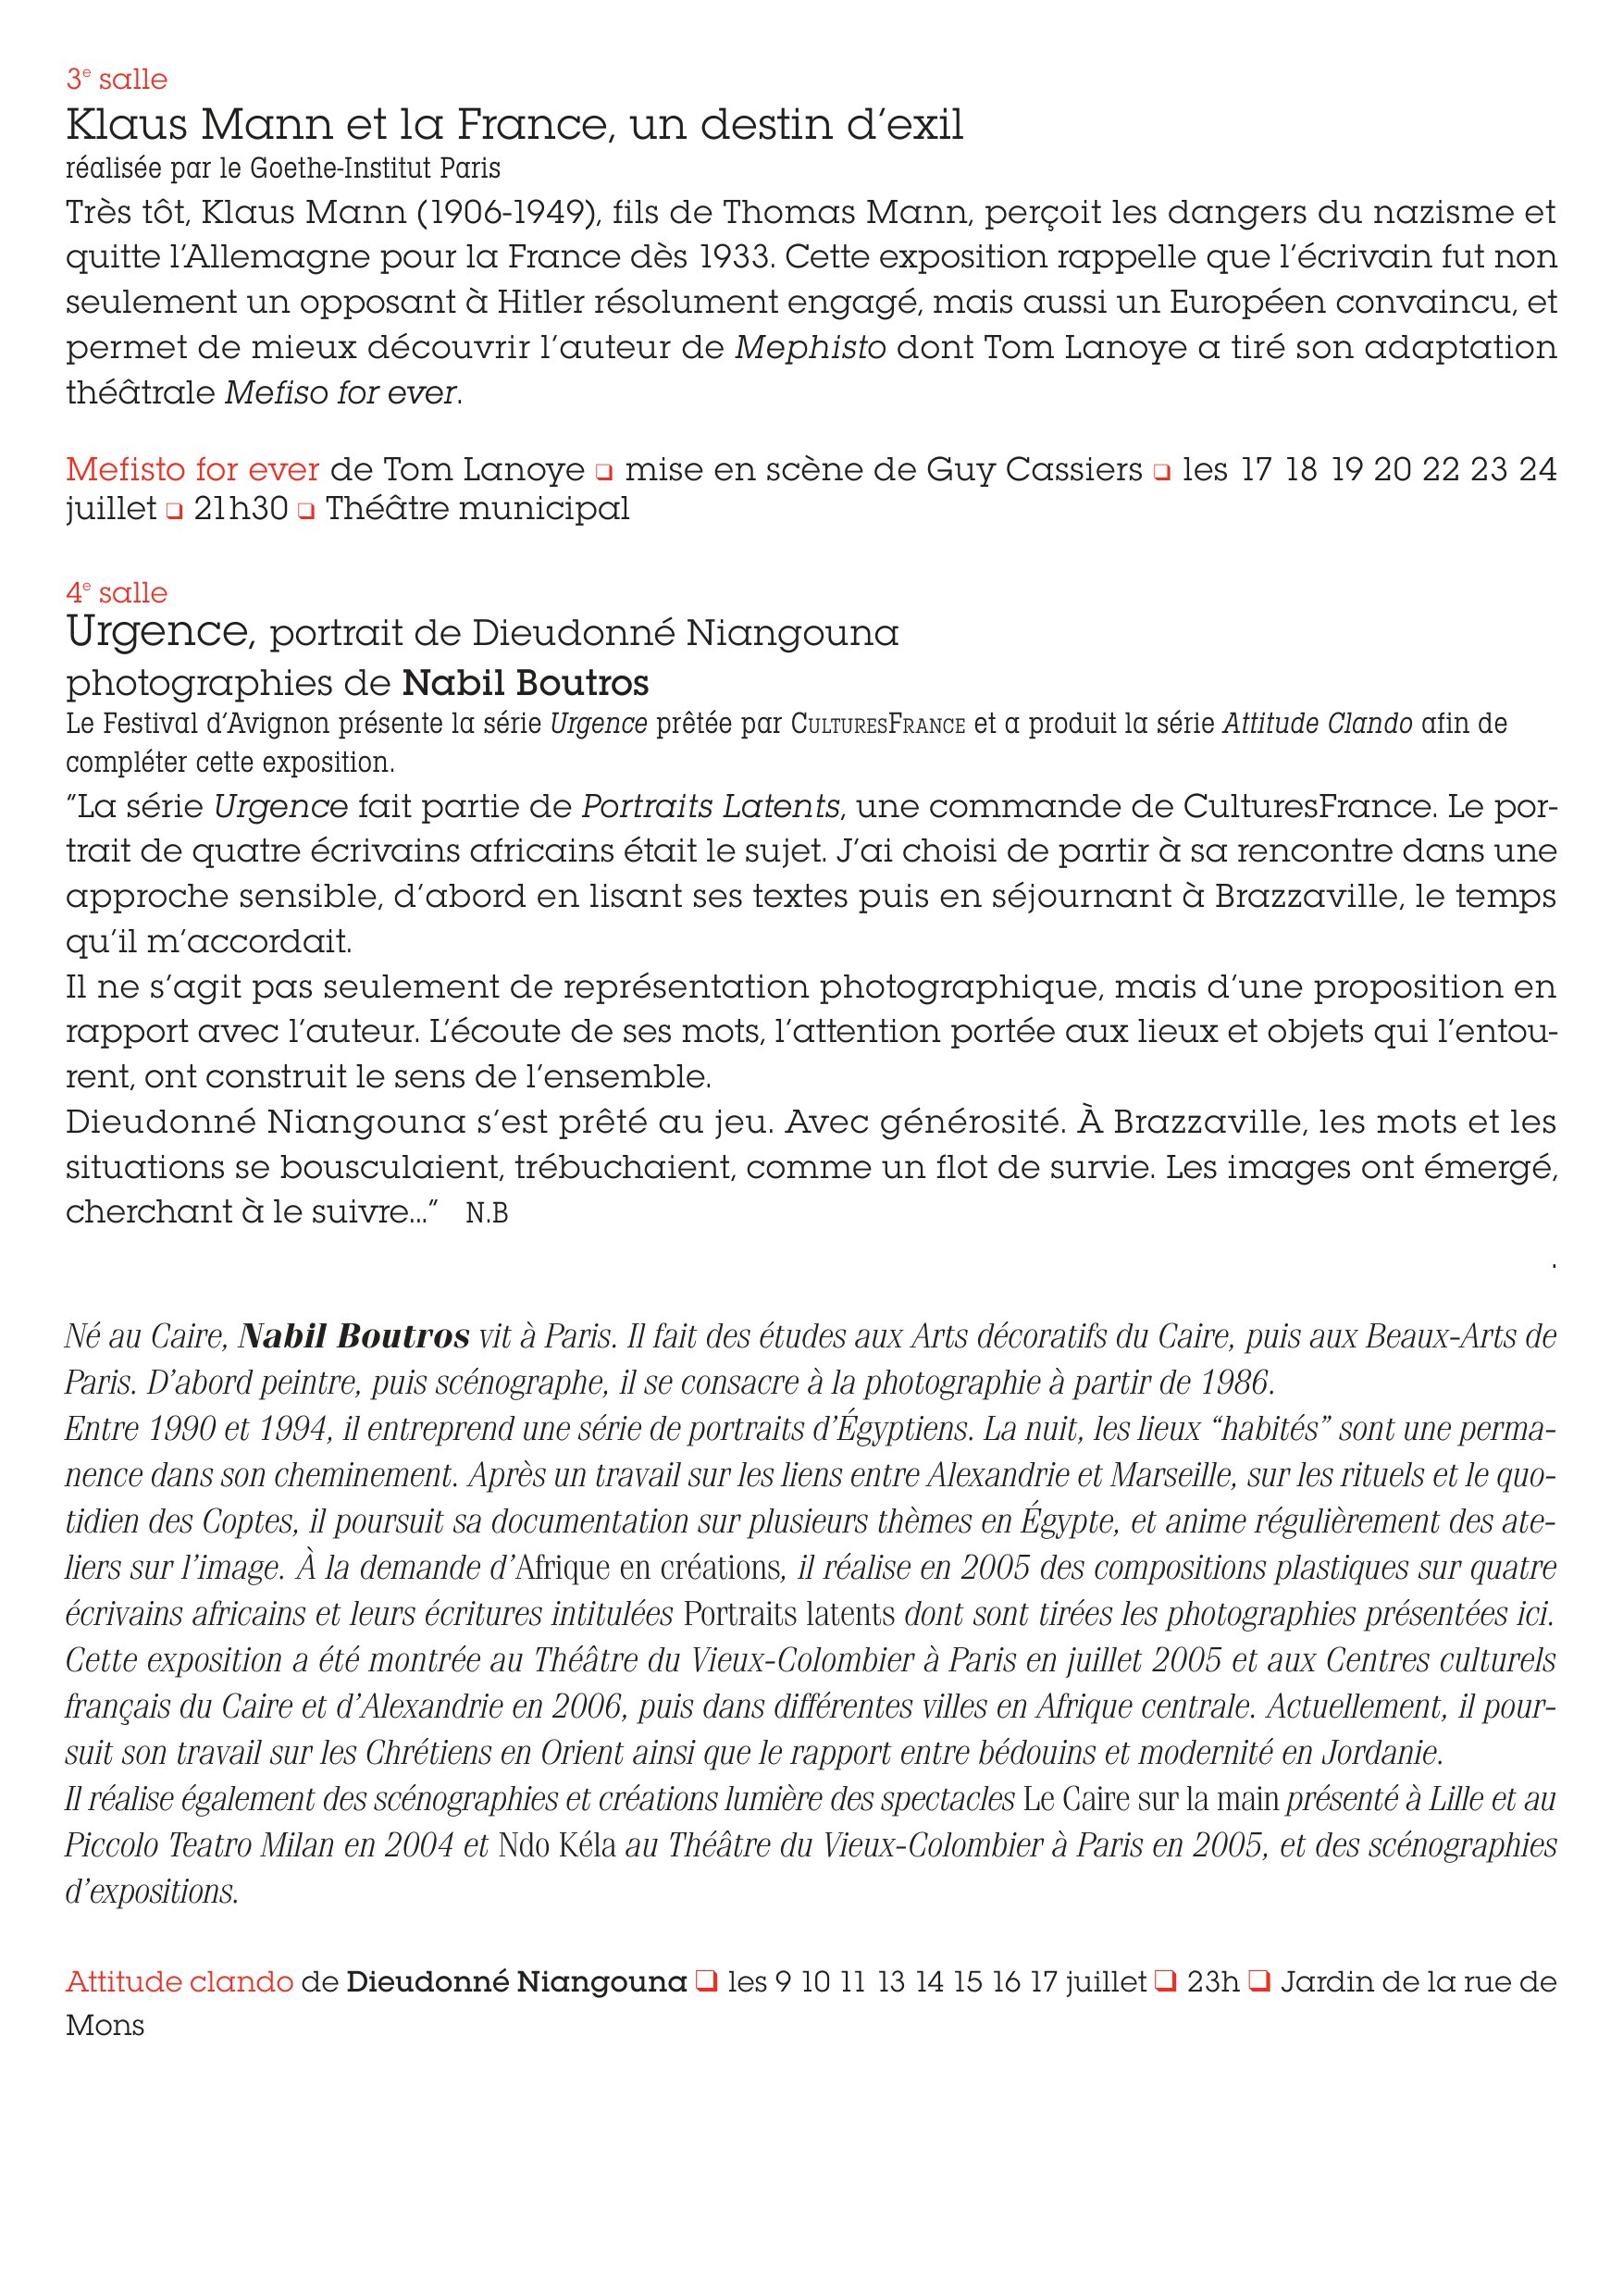 3e salle
Klaus Mann et la France, un destin d’exil
réalisée par le Goethe-Institut Paris
Très tôt, Klaus Mann (1906-1949), fils de Thomas Mann, perçoit les dangers du nazisme et
quitte l’Allemagne pour la France dès 1933. Cette exposition rappelle que l’écrivain fut non
seulement un opposant à Hitler résolument engagé, mais aussi un Européen convaincu, et
permet de mieux découvrir l’auteur de Mephisto dont Tom Lanoye a tiré son adaptation
théâtrale Mefiso for ever.
Mefisto for ever de Tom Lanoye ❏ mise en scène de Guy Cassiers ❏ les 17 18 19 20 22 23 24
juillet ❏ 21h30 ❏ Théâtre municipal
4e salle
Urgence, portrait de Dieudonné Niangouna
photographies de Nabil Boutros
Le Festival d’Avignon présente la série Urgence prêtée par CULTURESFRANCE et a produit la série Attitude Clando afin de
compléter cette exposition.
“La série Urgence fait partie de Portraits Latents, une commande de CulturesFrance. Le por-
trait de quatre écrivains africains était le sujet. J’ai choisi de partir à sa rencontre dans une
approche sensible, d’abord en lisant ses textes puis en séjournant à Brazzaville, le temps
qu’il m’accordait.
Il ne s’agit pas seulement de représentation photographique, mais d’une proposition en
rapport avec l’auteur. L’écoute de ses mots, l’attention portée aux lieux et objets qui l’entou-
rent, ont construit le sens de l’ensemble.
Dieudonné Niangouna s’est prêté au jeu. Avec générosité. À Brazzaville, les mots et les
situations se bousculaient, trébuchaient, comme un flot de survie. Les images ont émergé,
cherchant à le suivre...” N.B
.
Né au Caire, Nabil Boutros vit à Paris. Il fait des études aux Arts décoratifs du Caire, puis aux Beaux-Arts de
Paris. D’abord peintre, puis scénographe, il se consacre à la photographie à partir de 1986.
Entre 1990 et 1994, il entreprend une série de portraits d’Égyptiens. La nuit, les lieux “habités” sont une perma-
nence dans son cheminement. Après un travail sur les liens entre Alexandrie et Marseille, sur les rituels et le quo-
tidien des Coptes, il poursuit sa documentation sur plusieurs thèmes en Égypte, et anime régulièrement des ate-
liers sur l’image. À la demande d’Afrique en créations, il réalise en 2005 des compositions plastiques sur quatre
écrivains africains et leurs écritures intitulées Portraits latents dont sont tirées les photographies présentées ici.
Cette exposition a été montrée au Théâtre du Vieux-Colombier à Paris en juillet 2005 et aux Centres culturels
français du Caire et d’Alexandrie en 2006, puis dans différentes villes en Afrique centrale. Actuellement, il pour-
suit son travail sur les Chrétiens en Orient ainsi que le rapport entre bédouins et modernité en Jordanie.
Il réalise également des scénographies et créations lumière des spectacles Le Caire sur la main présenté à Lille et au
Piccolo Teatro Milan en 2004 et Ndo Kéla au Théâtre du Vieux-Colombier à Paris en 2005, et des scénographies
d’expositions.
Attitude clando de Dieudonné Niangouna ❏ les 9 10 11 13 14 15 16 17 juillet ❏ 23h ❏ Jardin de la rue de
Mons